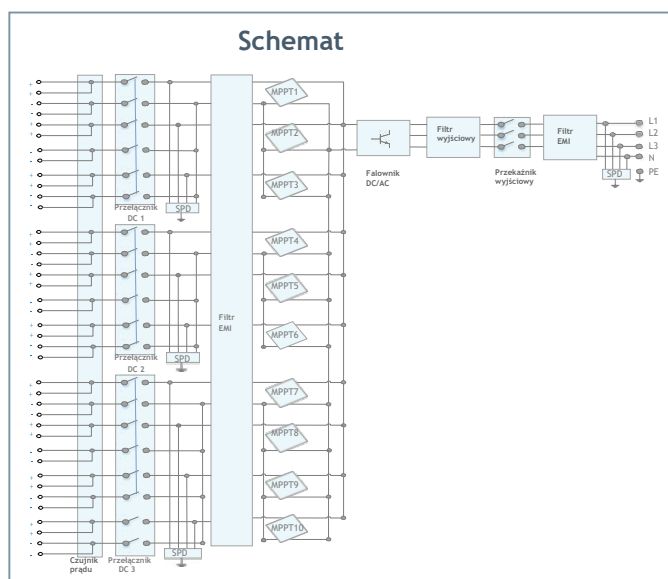 Schemat
MPPT1
MPPT2
MPPT3
SPD
Przełącznik
DC 1
MPPT4
MPPT5
MPPT6
SPD
Przełącznik
DC 2
MPPT7
MPPT8
MPPT9
MPPT10
SPD
Czujnik
prądu
Przełącznik
DC 3
Filtr
EMI
Falownik
DC/AC
Filtr
wyjściowy
Przekaźnik
wyjściowy
Filtr
EMI
SPD
L1
L2
L3
N
PE